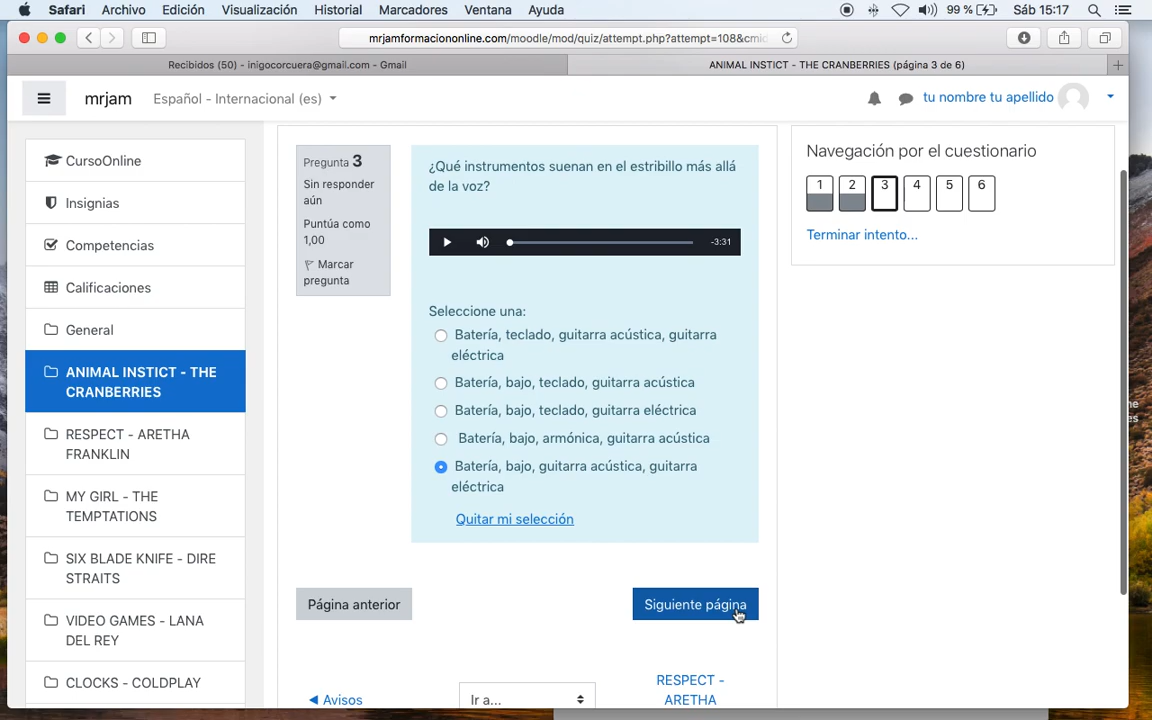 Safari Archivo Edición Visualización Historial Marcadores Ventana Ayuda 99 % Sáb 15:17
mrjamformaciononline.com/moodle/mod/quiz/attempt.php?attempt=108&cmid
Recibidos (50) - inigocorcuera@gmail.com - Gmail
ANIMAL INSTICT - THE CRANBERRIES (página 3 de 6)
mrjam Español - Internacional (es) tu nombre tu apellido
CursoOnline
Insignias
Competencias
Calificaciones
General
ANIMAL INSTICT - THE
CRANBERRIES
RESPECT - ARETHA
FRANKLIN
MY GIRL - THE
TEMPTATIONS
SIX BLADE KNIFE - DIRE
STRAITS
VIDEO GAMES - LANA
DEL REY
CLOCKS - COLDPLAY
Pregunta 3
Sin responder
aún
Puntúa como
1,00
Marcar
pregunta
¿Qué instrumentos suenan en el estribillo más allá
de la voz?
-3:31
Seleccione una:
Batería, teclado, guitarra acústica, guitarra
eléctrica
Batería, bajo, teclado, guitarra acústica
Batería, bajo, teclado, guitarra eléctrica
Batería, bajo, armónica, guitarra acústica
Batería, bajo, guitarra acústica, guitarra
eléctrica
Quitar mi selección
Página anterior Siguiente página
◄ Avisos
Ir a...
RESPECT -
ARETHA
Navegación por el cuestionario
1 2 3 4 5 6
Terminar intento...